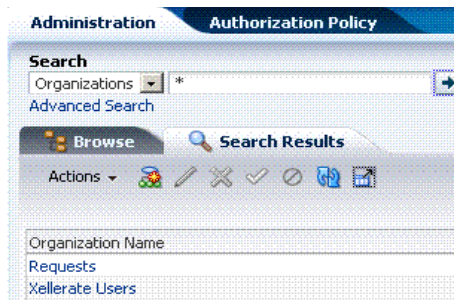 Administration Authorization Policy
Search
Organizations *
Advanced Search
Browse Search Results
Actions
Organization Name
Requests
Xellerate Users